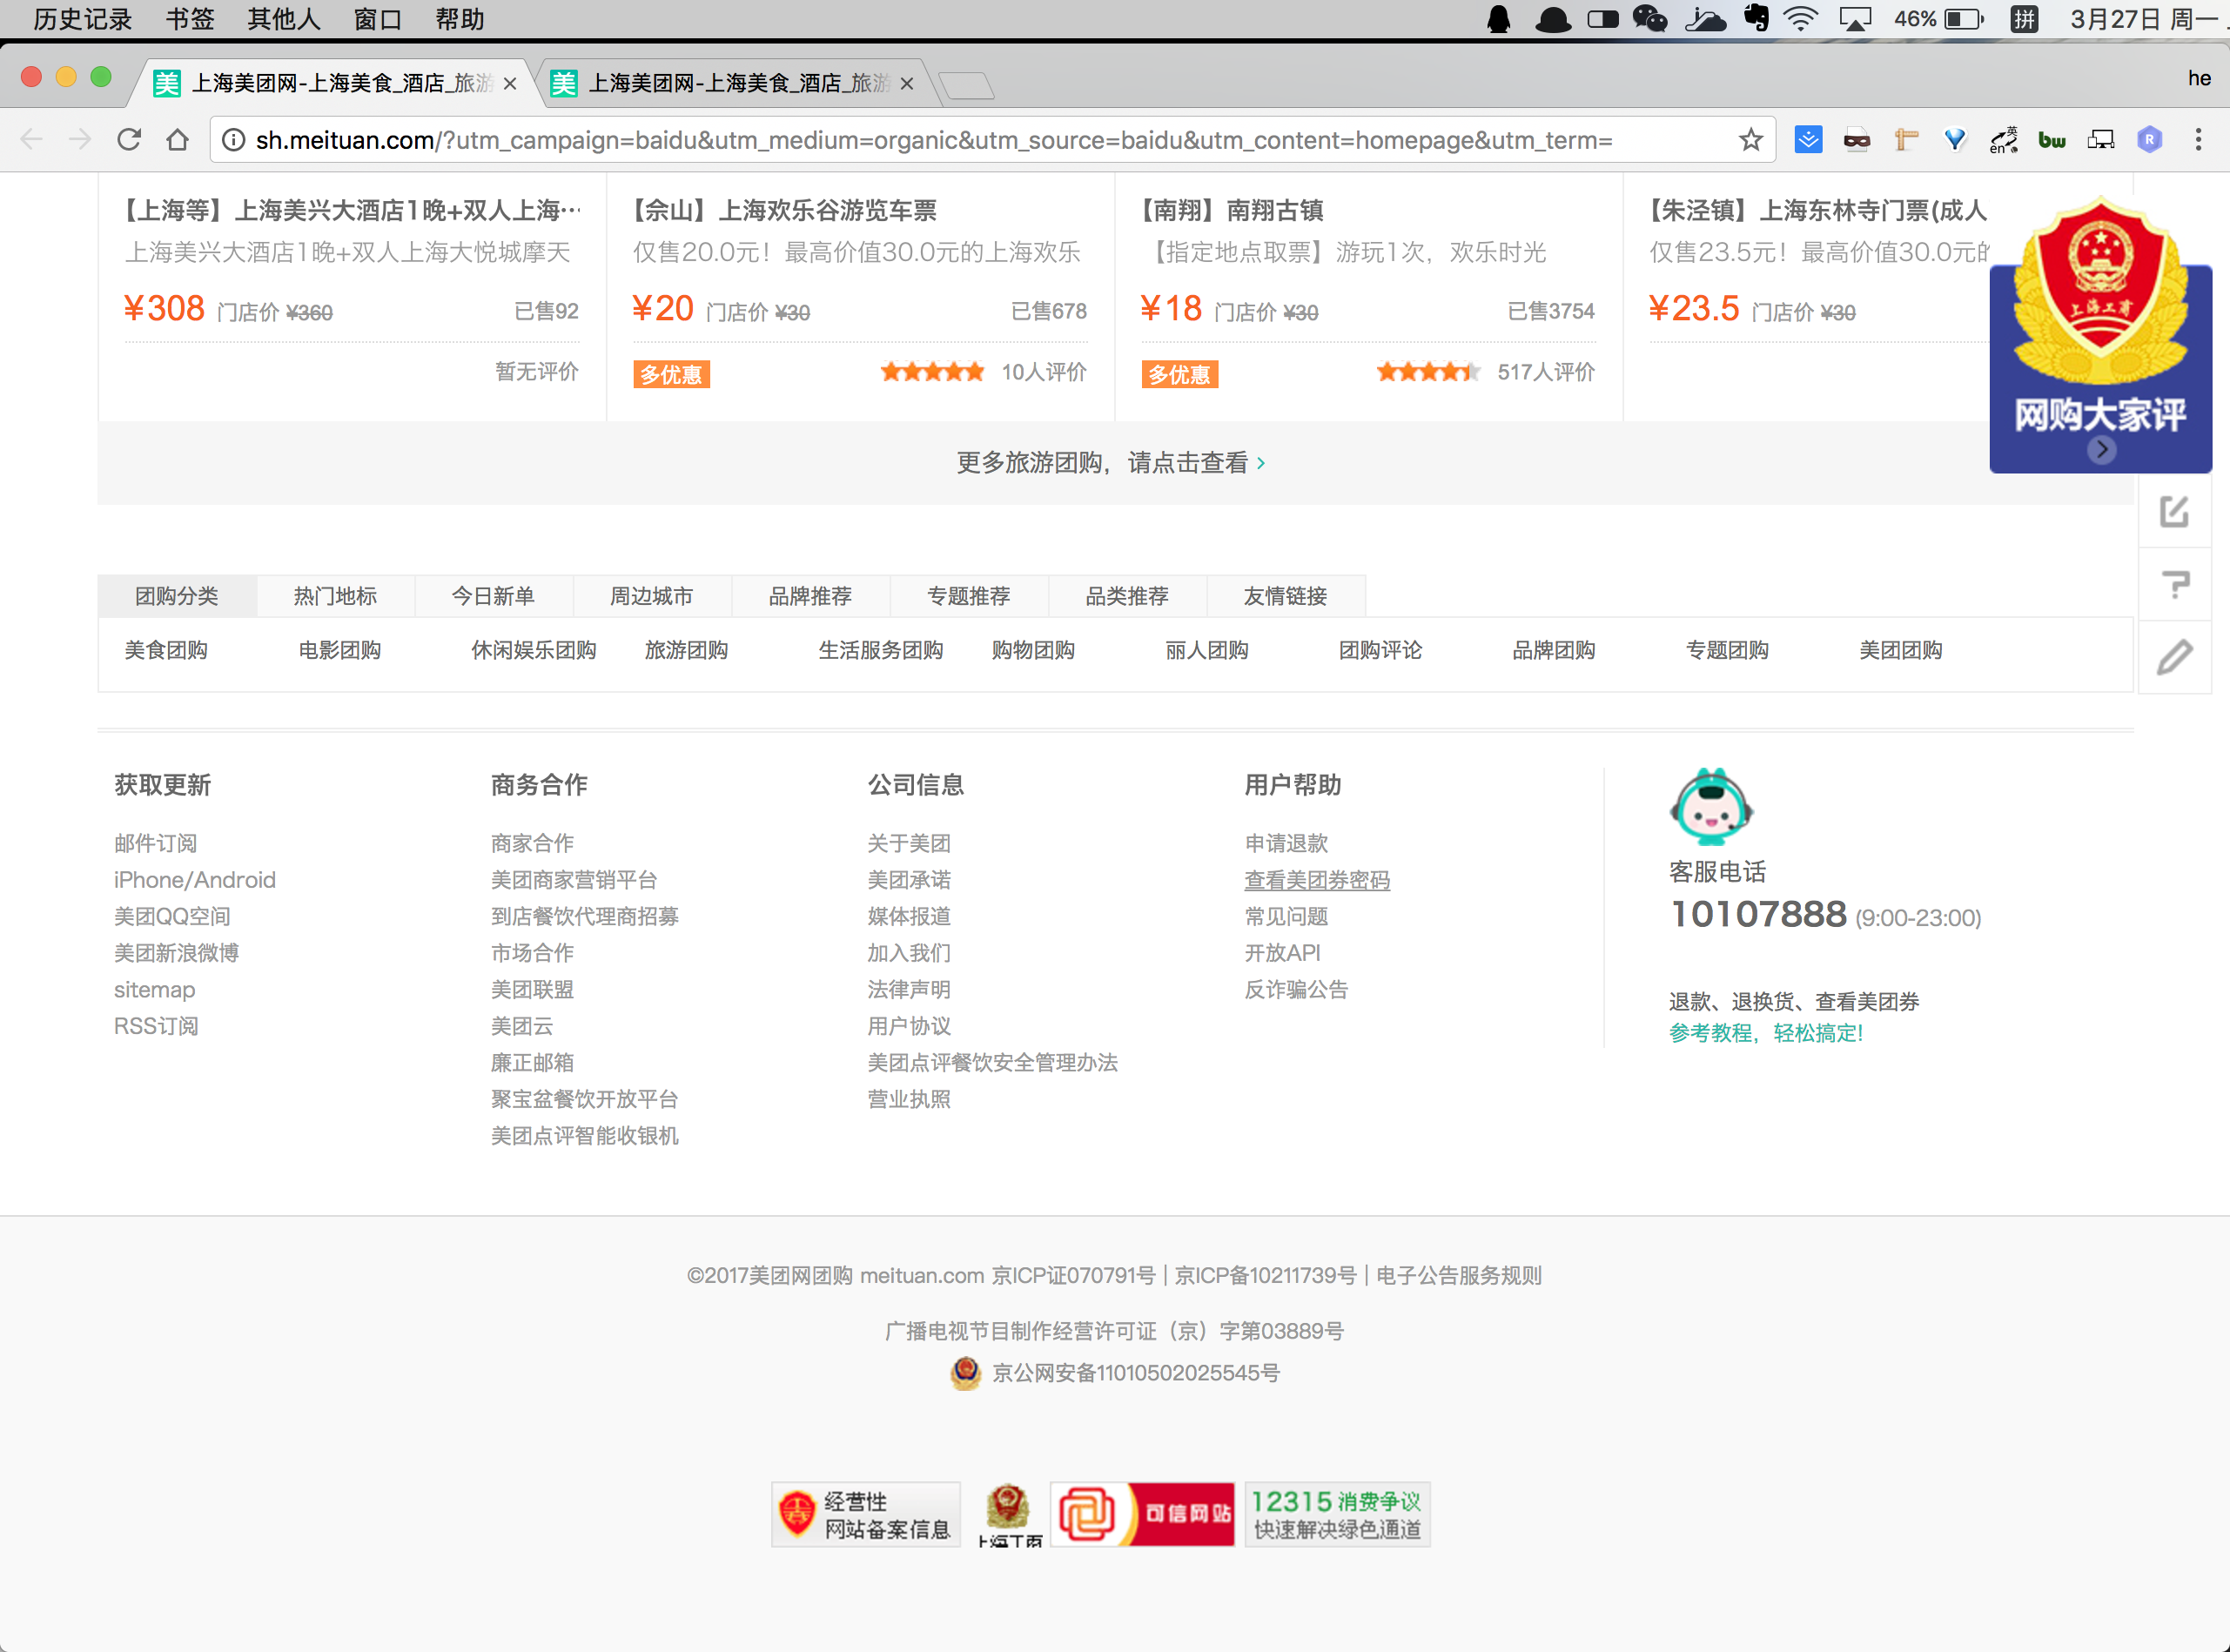 历史记录 书签 其他人 窗口 帮助 46% 拼 3月27日 周一
美 上海美团网-上海美食_酒店_旅游 美 上海美团网-上海美食_酒店_旅游 he
sh.meituan.com/?utm_campaign=baidu&utm_medium=organic&utm_source=baidu&utm_content=homepage&utm_term= 英 en bw R
【上海等】上海美兴大酒店1晚+双人上海… 【佘山】上海欢乐谷游览车票 【南翔】南翔古镇 【朱泾镇】上海东林寺门票(成人
上海美兴大酒店1晚+双人上海大悦城摩天 仅售20.0元！最高价值30.0元的上海欢乐 【指定地点取票】游玩1次，欢乐时光 仅售23.5元！最高价值30.0元的
¥308 门店价 ¥360 已售92 ¥20 门店价 ¥30 已售678 ¥18 门店价 ¥30 已售3754 ¥23.5 门店价 ¥30
暂无评价 多优惠 10人评价 多优惠 517人评价
上海工商
网购大家评
更多旅游团购，请点击查看
团购分类 热门地标 今日新单 周边城市 品牌推荐 专题推荐 品类推荐 友情链接
美食团购 电影团购 休闲娱乐团购 旅游团购 生活服务团购 购物团购 丽人团购 团购评论 品牌团购 专题团购 美团团购
获取更新
邮件订阅
iPhone/Android
美团QQ空间
美团新浪微博
sitemap
RSS订阅
商务合作
商家合作
美团商家营销平台
到店餐饮代理商招募
市场合作
美团联盟
美团云
廉正邮箱
聚宝盆餐饮开放平台
美团点评智能收银机
公司信息
关于美团
美团承诺
媒体报道
加入我们
法律声明
用户协议
美团点评餐饮安全管理办法
营业执照
用户帮助
申请退款
查看美团券密码
常见问题
开放API
反诈骗公告
客服电话
10107888 (9:00-23:00)
退款、退换货、查看美团券
参考教程，轻松搞定!
©2017美团网团购 meituan.com 京ICP证070791号 | 京ICP备10211739号 | 电子公告服务规则
广播电视节目制作经营许可证（京）字第03889号
京公网安备11010502025545号
经营性
网站备案信息
上海工商
可信网站
12315 消费争议
快速解决绿色通道